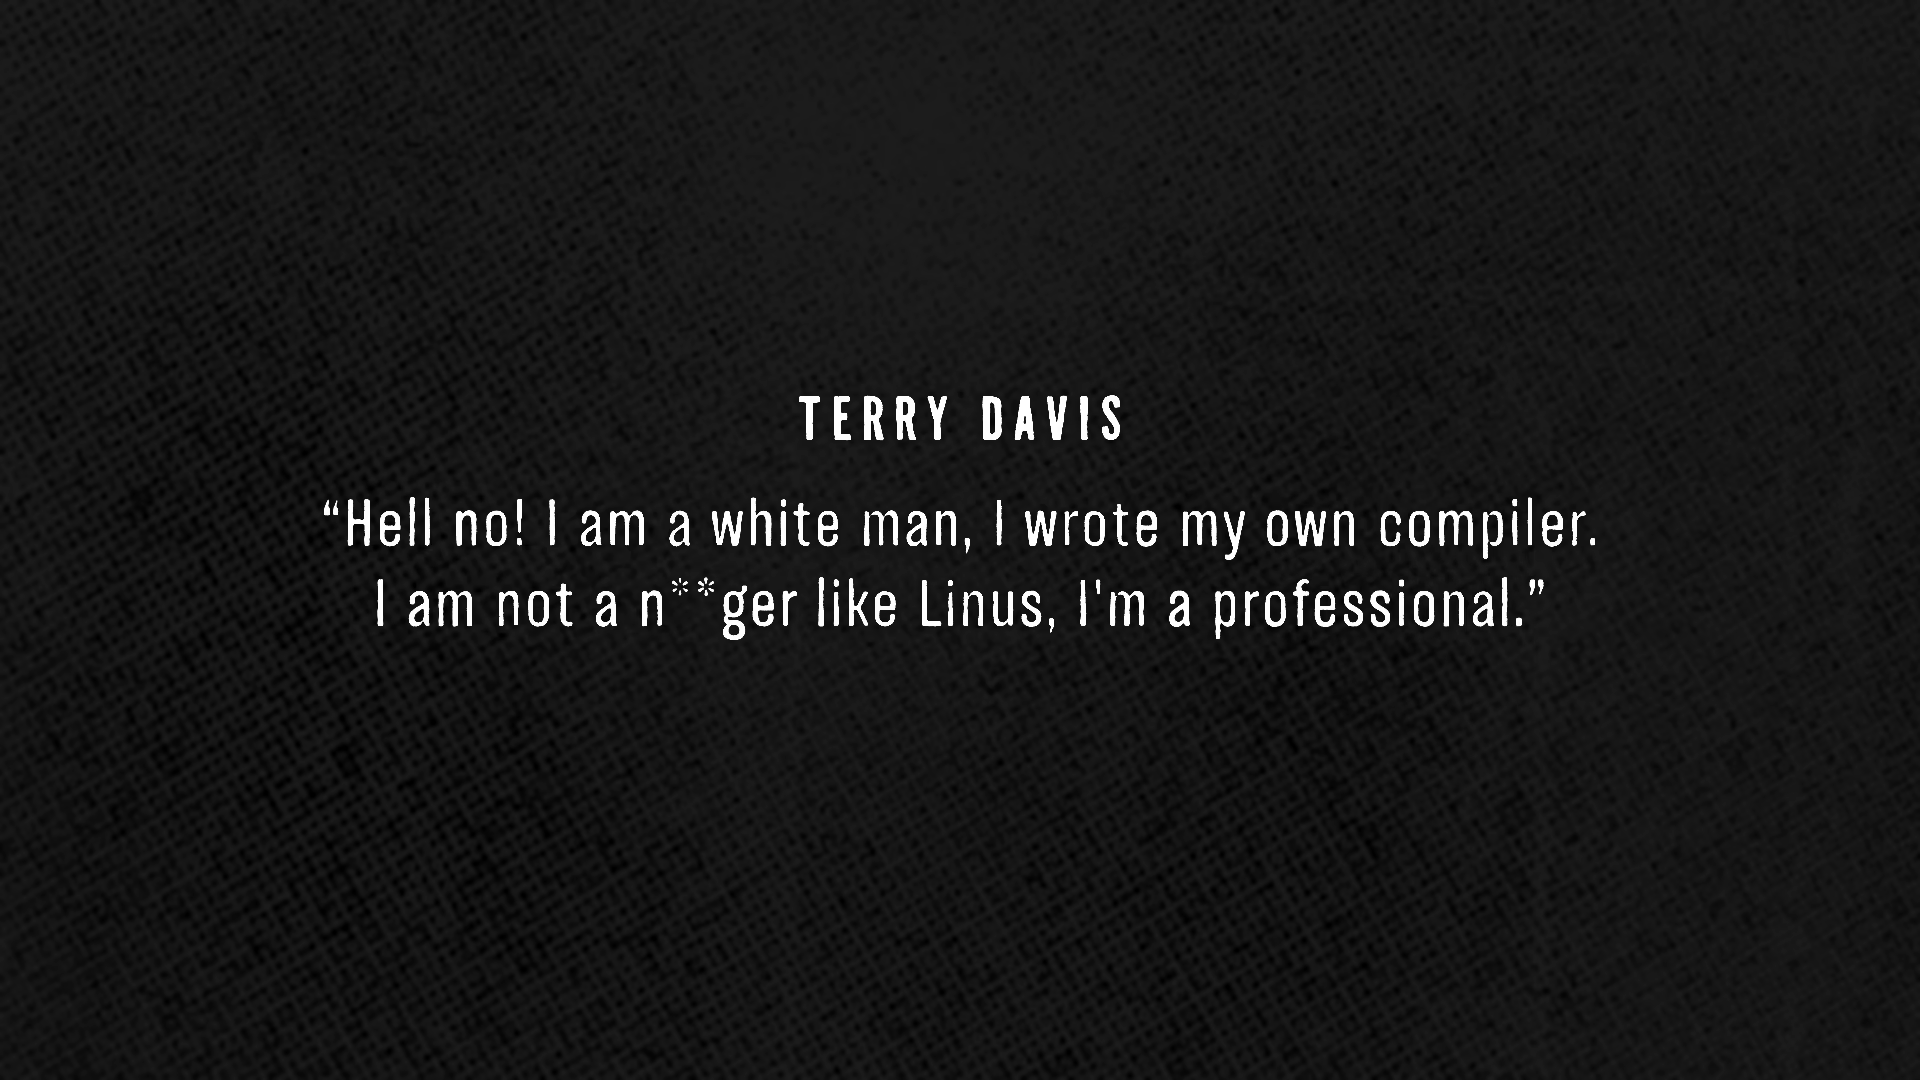 TERRY DAVIS
“Hell no! I am a white man, I wrote my own compiler.
I am not a n**ger like Linus, I'm a professional.”